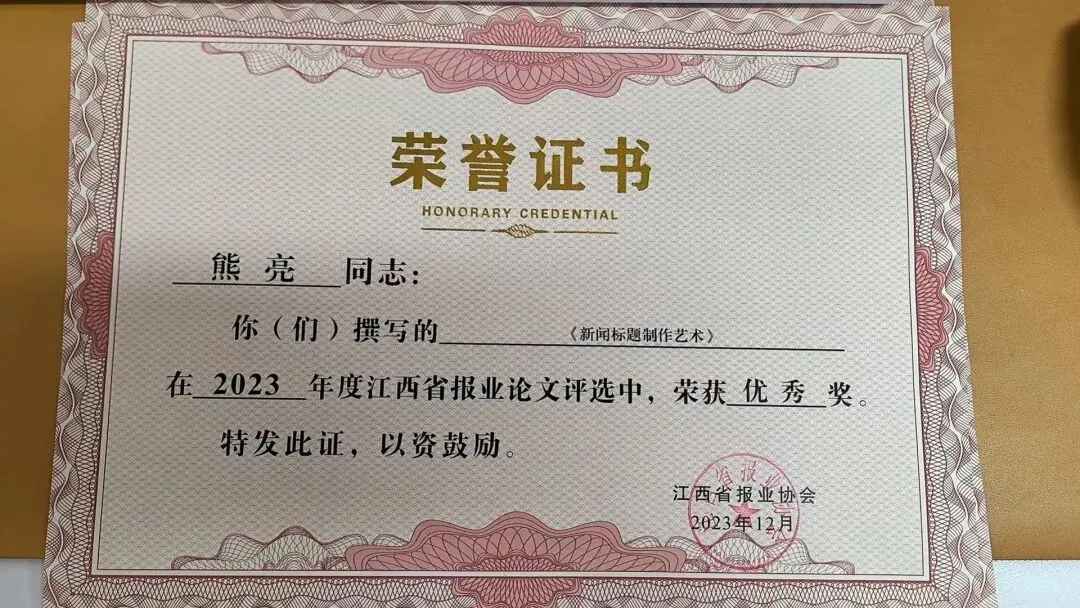 荣誉证书
HONORARY CREDENTIAL
熊亮 同志：
你（们）撰写的 《新闻标题制作艺术》
在 2023 年度江西省报业论文评选中，荣获 优秀 奖。
特发此证，以资鼓励。
江西省报业协会
2023年12月
省报业